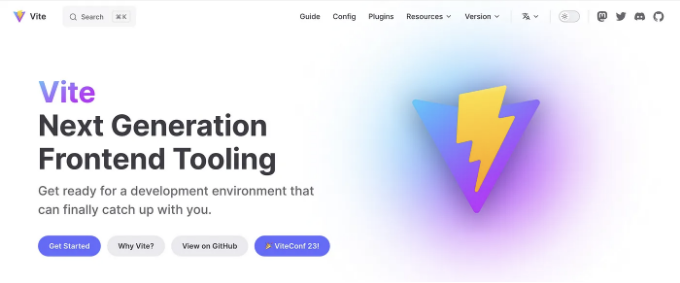 Vite
Search ⌘K
Guide Config Plugins Resources Version
Vite
Next Generation
Frontend Tooling
Get ready for a development environment that
can finally catch up with you.
Get Started Why Vite? View on GitHub 🎉 ViteConf 23!